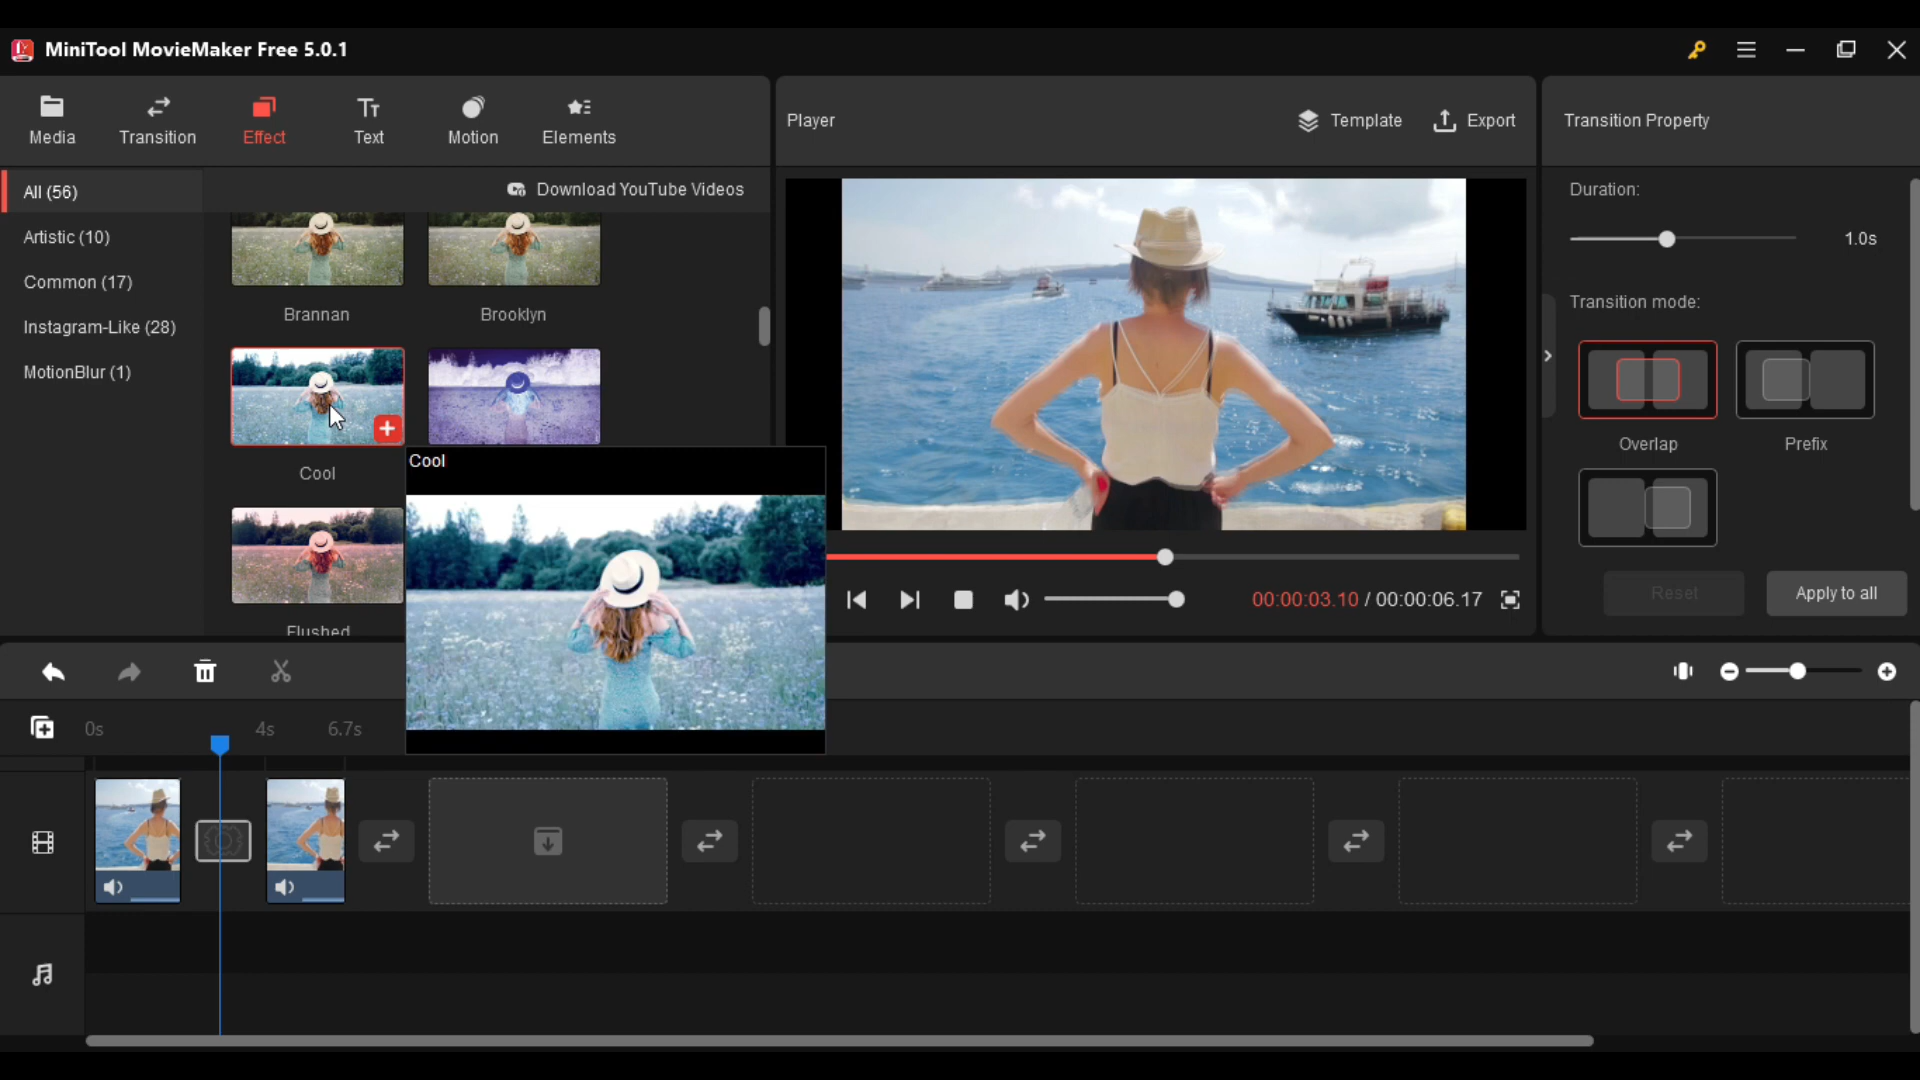 MiniTool MovieMaker Free 5.0.1
Media
Transition
Effect
Text
Motion
Elements
Player
Template
Export
Transition Property
All (56)
Download YouTube Videos
Artistic (10)
Common (17)
Instagram-Like (28)
MotionBlur (1)
Brannan
Brooklyn
Cool
Cool
Flushed
Duration:
1.0s
Transition mode:
Overlap
Prefix
Reset
Apply to all
00:00:03.10 / 00:00:06.17
0s
4s
6.7s